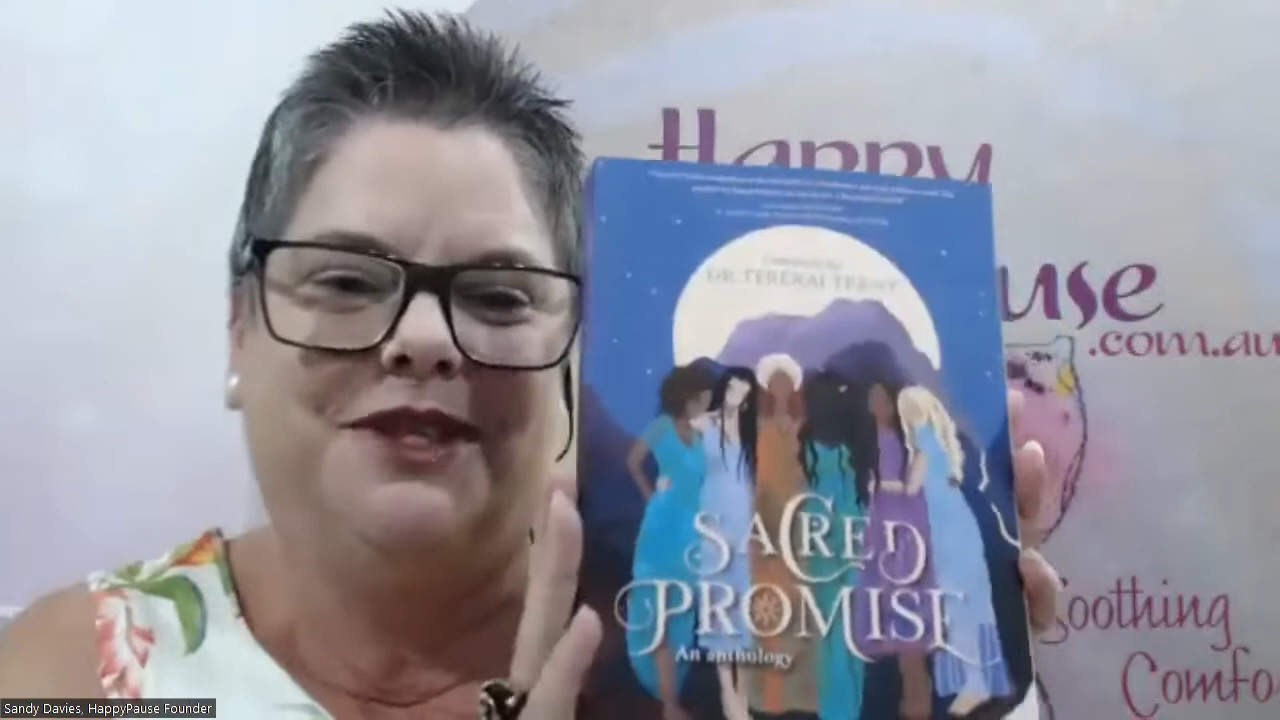 Happy
use
.com.au
DR. TERERAI TRENT
SACRED
PROMISE
An anthology
Soothing
Comfo
Sandy Davies, HappyPause Founder